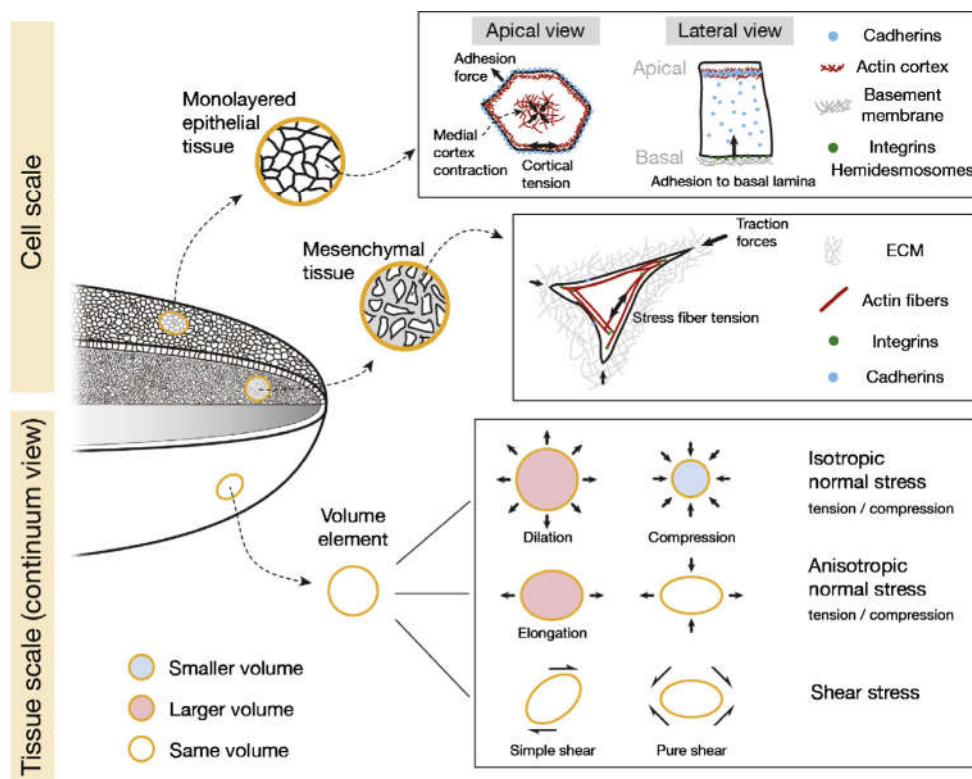 Cell scale
Tissue scale (continuum view)
Monolayered
epithelial
tissue
Mesenchymal
tissue
Apical view
Adhesion
force
Medial
cortex
contraction
Cortical
tension
Lateral view
Apical
Basal
Adhesion to basal lamina
Cadherins
Actin cortex
Basement
membrane
Integrins
Hemidesmosomes
Traction
forces
Stress fiber tension
ECM
Actin fibers
Integrins
Cadherins
Volume
element
Smaller volume
Larger volume
Same volume
Dilation
Compression
Isotropic
normal stress
tension / compression
Elongation
Anisotropic
normal stress
tension / compression
Simple shear
Pure shear
Shear stress